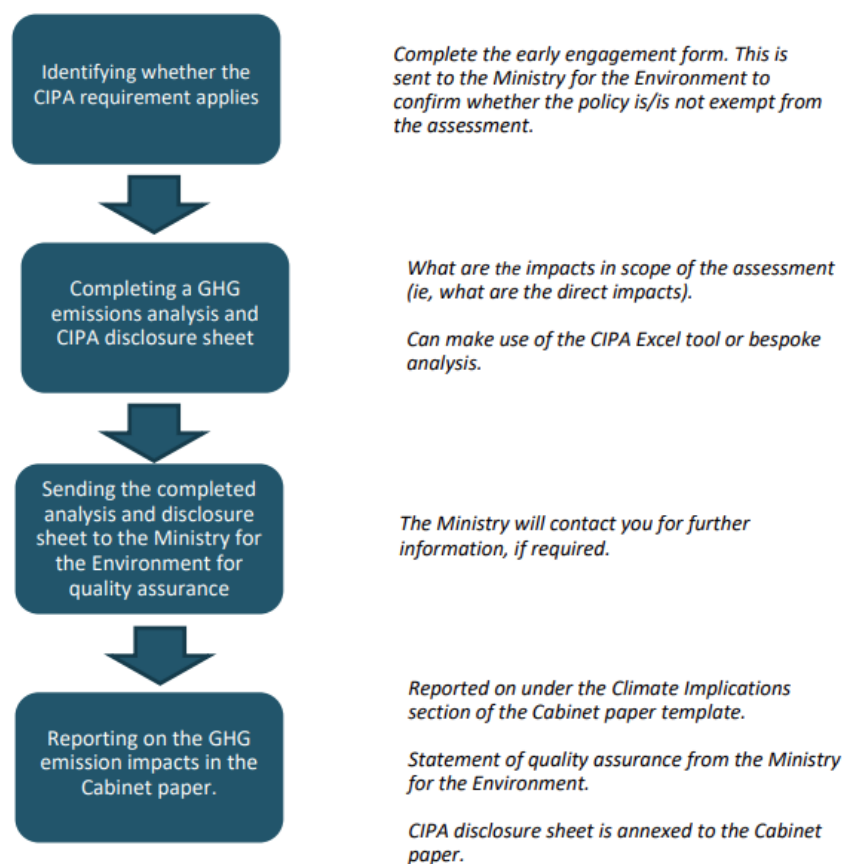 Identifying whether the
CIPA requirement applies
Complete the early engagement form. This is
sent to the Ministry for the Environment to
confirm whether the policy is/is not exempt from
the assessment.
Completing a GHG
emissions analysis and
CIPA disclosure sheet
What are the impacts in scope of the assessment
(ie, what are the direct impacts).
Can make use of the CIPA Excel tool or bespoke
analysis.
Sending the completed
analysis and disclosure
sheet to the Ministry for
the Environment for
quality assurance
The Ministry will contact you for further
information, if required.
Reporting on the GHG
emission impacts in the
Cabinet paper.
Reported on under the Climate Implications
section of the Cabinet paper template.
Statement of quality assurance from the Ministry
for the Environment.
CIPA disclosure sheet is annexed to the Cabinet
paper.